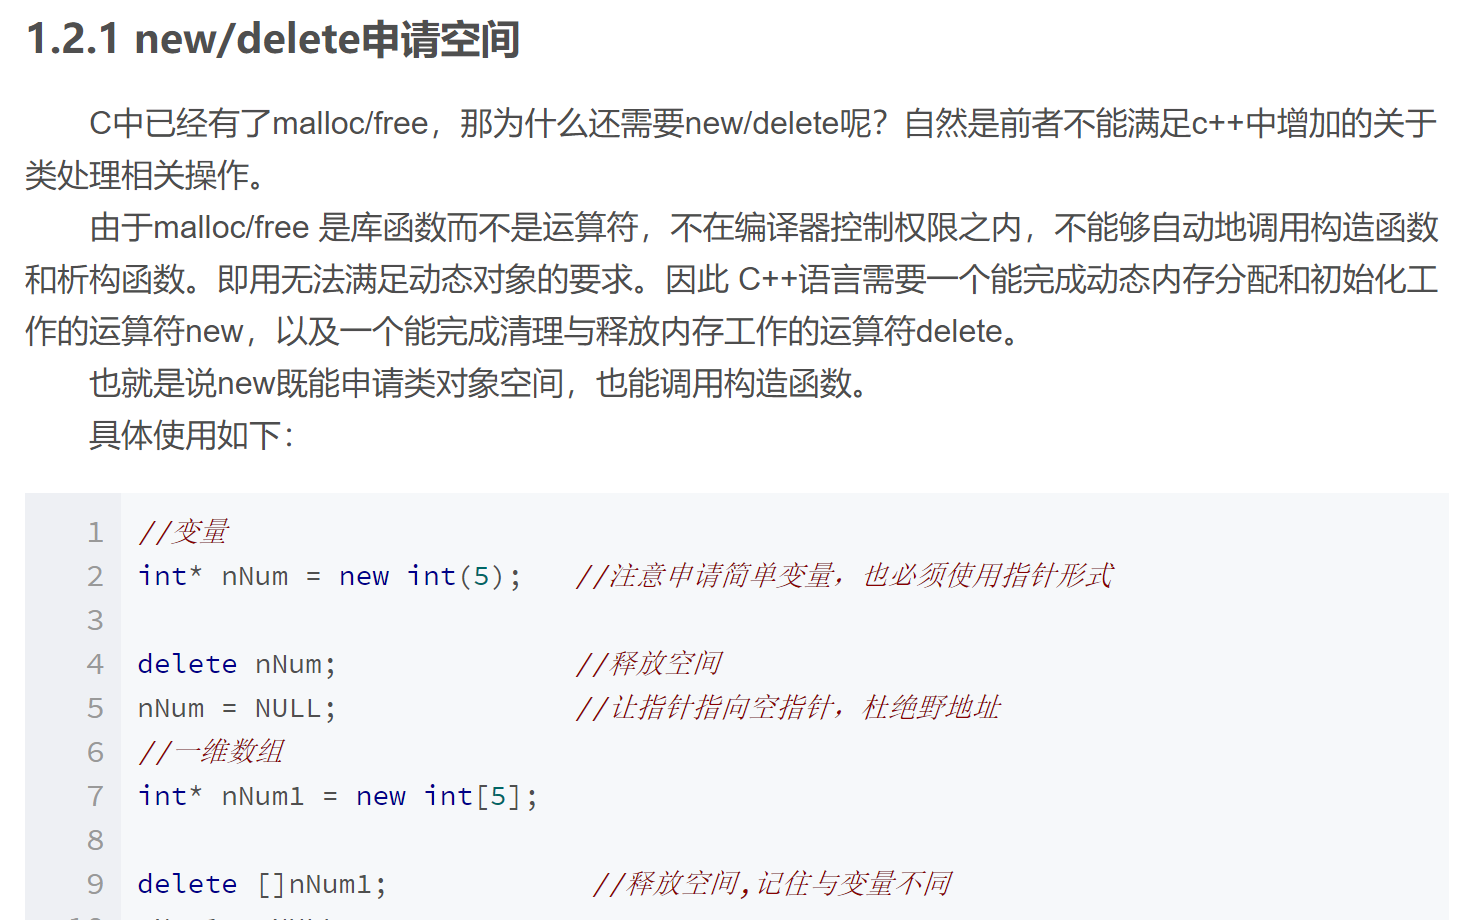 1.2.1 new/delete申请空间
C中已经有了malloc/free，那为什么还需要new/delete呢？自然是前者不能满足c++中增加的关于
类处理相关操作。
由于malloc/free 是库函数而不是运算符，不在编译器控制权限之内，不能够自动地调用构造函数
和析构函数。即用无法满足动态对象的要求。因此 C++语言需要一个能完成动态内存分配和初始化工
作的运算符new，以及一个能完成清理与释放内存工作的运算符delete。
也就是说new既能申请类对象空间，也能调用构造函数。
具体使用如下：
1 //变量
2 int* nNum = new int(5);   //注意申请简单变量，也必须使用指针形式
3
4 delete nNum;              //释放空间
5 nNum = NULL;              //让指针指向空指针，杜绝野地址
6 //一维数组
7 int* nNum1 = new int[5];
8
9 delete []nNum1;            //释放空间,记住与变量不同